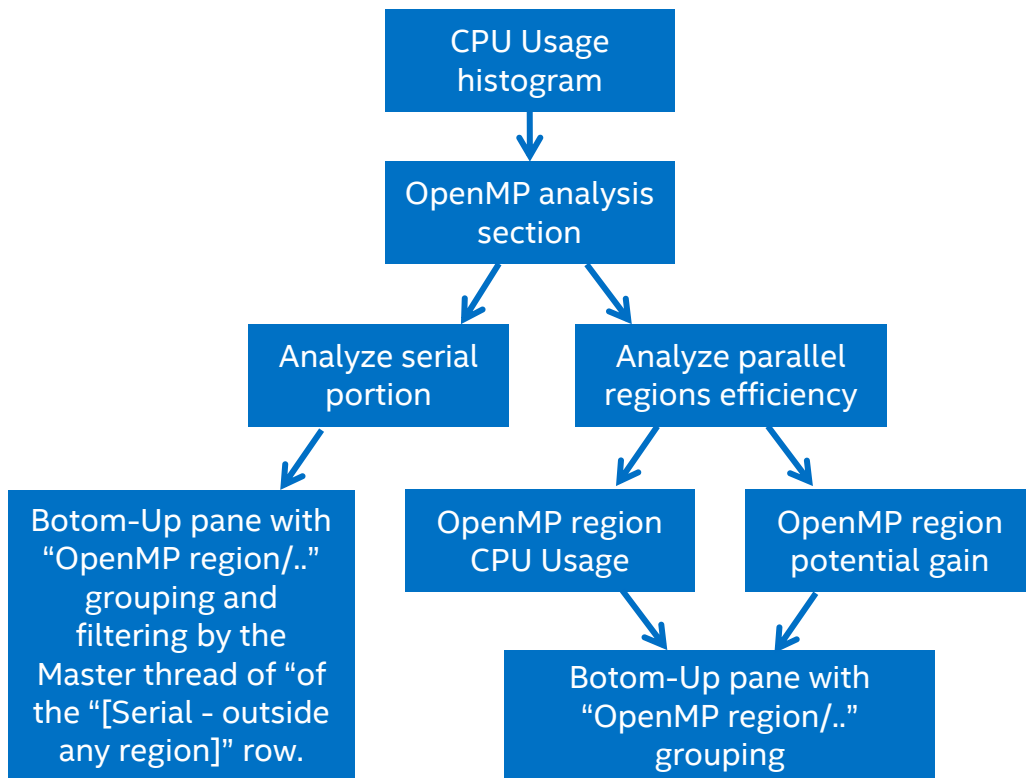 CPU Usage
histogram
OpenMP analysis
section
Analyze serial
portion
Analyze parallel
regions efficiency
Botom-Up pane with
“OpenMP region/..”
grouping and
filtering by the
Master thread of “of
the “[Serial - outside
any region]” row.
OpenMP region
CPU Usage
OpenMP region
potential gain
Botom-Up pane with
“OpenMP region/..”
grouping